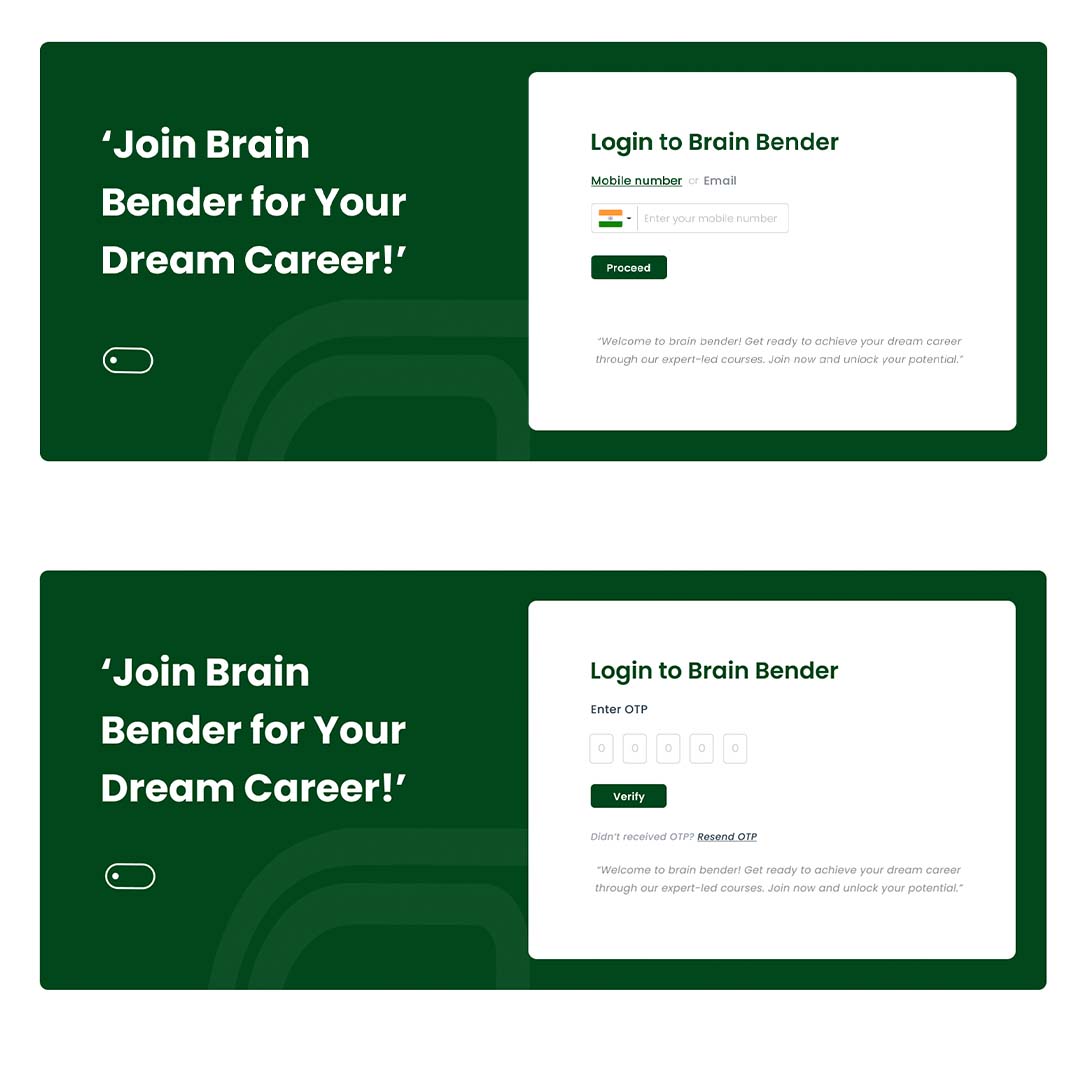 ‘Join Brain
Bender for Your
Dream Career!’
Login to Brain Bender
Mobile number or Email
Enter your mobile number
Proceed
“Welcome to brain bender! Get ready to achieve your dream career
through our expert-led courses. Join now and unlock your potential.”
‘Join Brain
Bender for Your
Dream Career!’
Login to Brain Bender
Enter OTP
0 0 0 0 0
Verify
Didn’t received OTP? Resend OTP
“Welcome to brain bender! Get ready to achieve your dream career
through our expert-led courses. Join now and unlock your potential.”